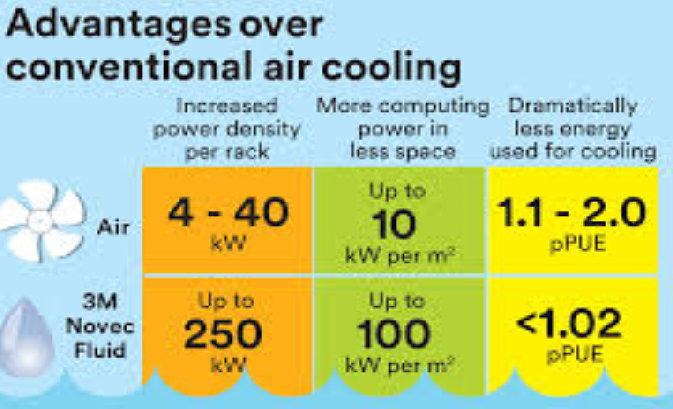 Advantages over
conventional air cooling
Increased
power density
per rack
More computing
power in
less space
Dramatically
less energy
used for cooling
Air
4 - 40
kW
Up to
10
kW per m²
1.1 - 2.0
pPUE
3M
Novec
Fluid
Up to
250
kW
Up to
100
kW per m²
<1.02
pPUE